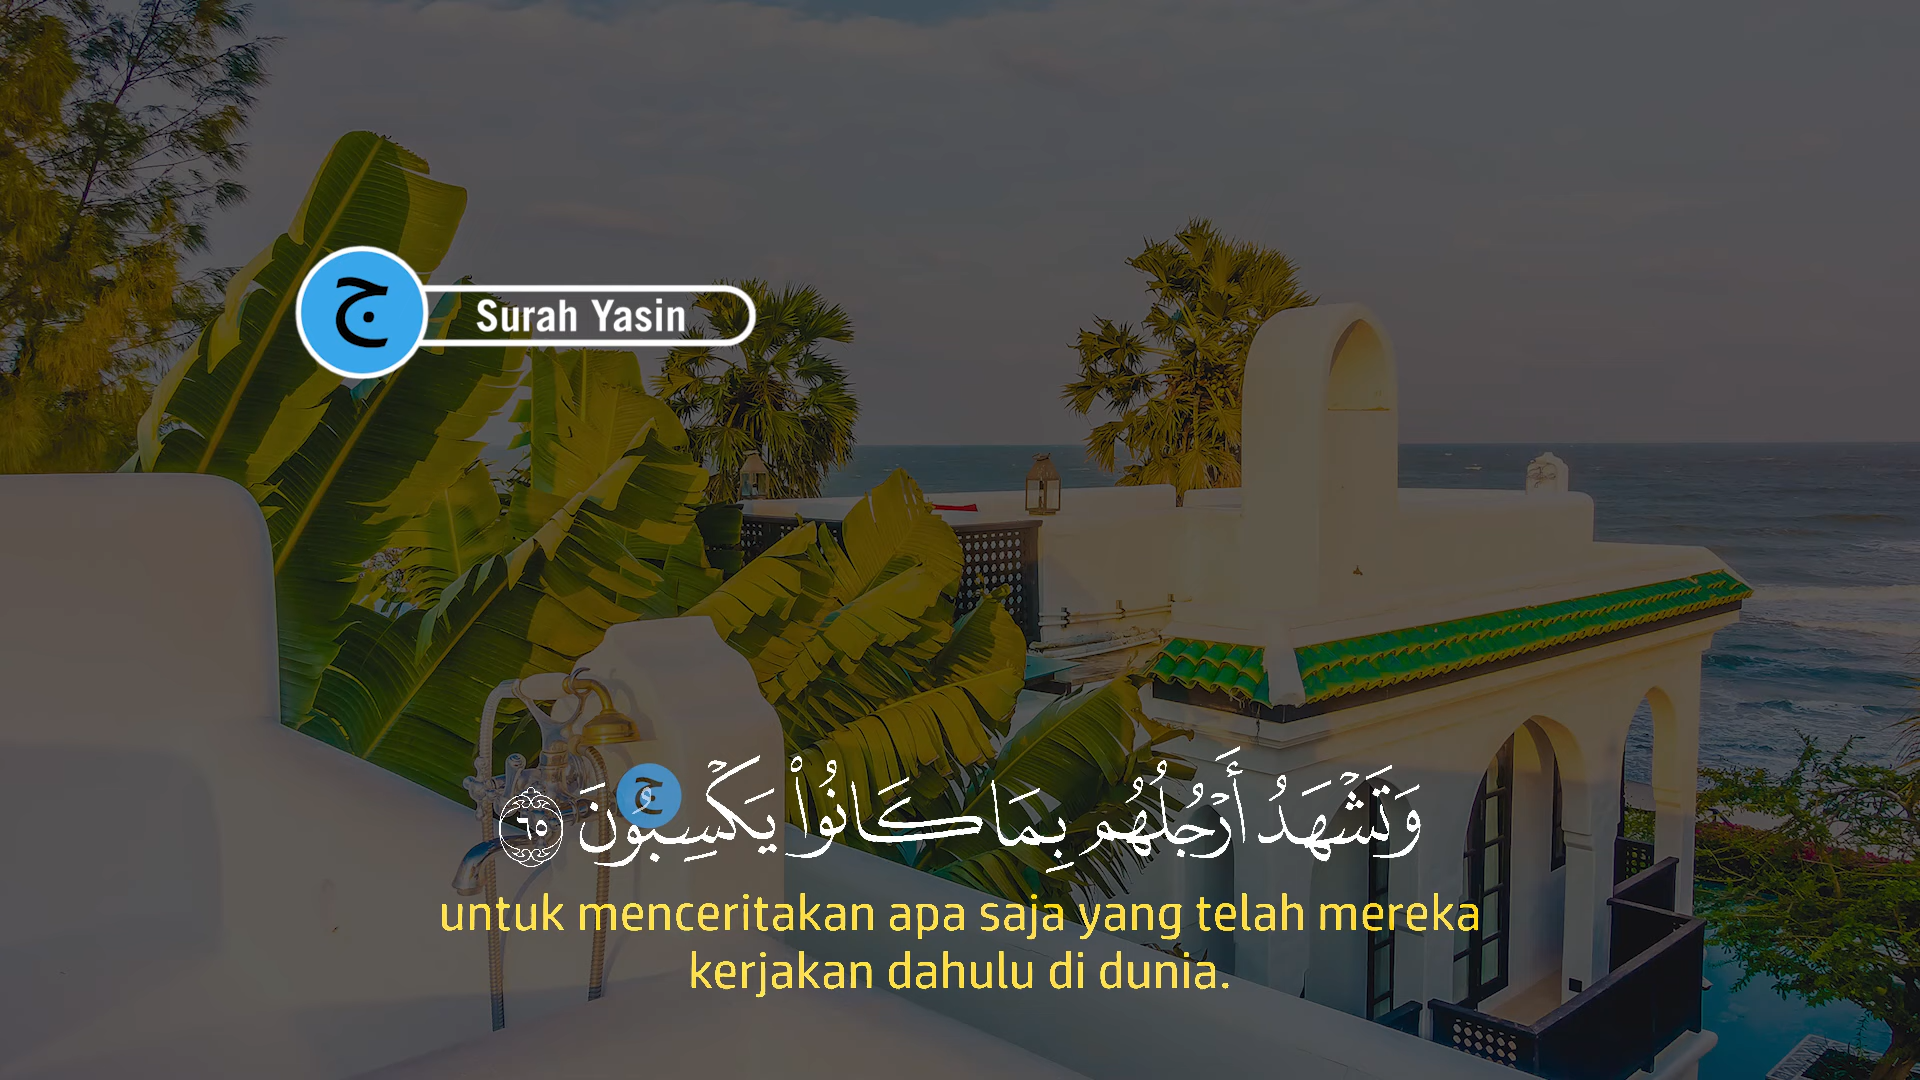 ج
Surah Yasin
وَتَشْهَدُ أَرْجُلُهُم بِمَا كَانُوا۟ يَكْسِبُونَ ٦٥
ج
untuk menceritakan apa saja yang telah mereka
kerjakan dahulu di dunia.